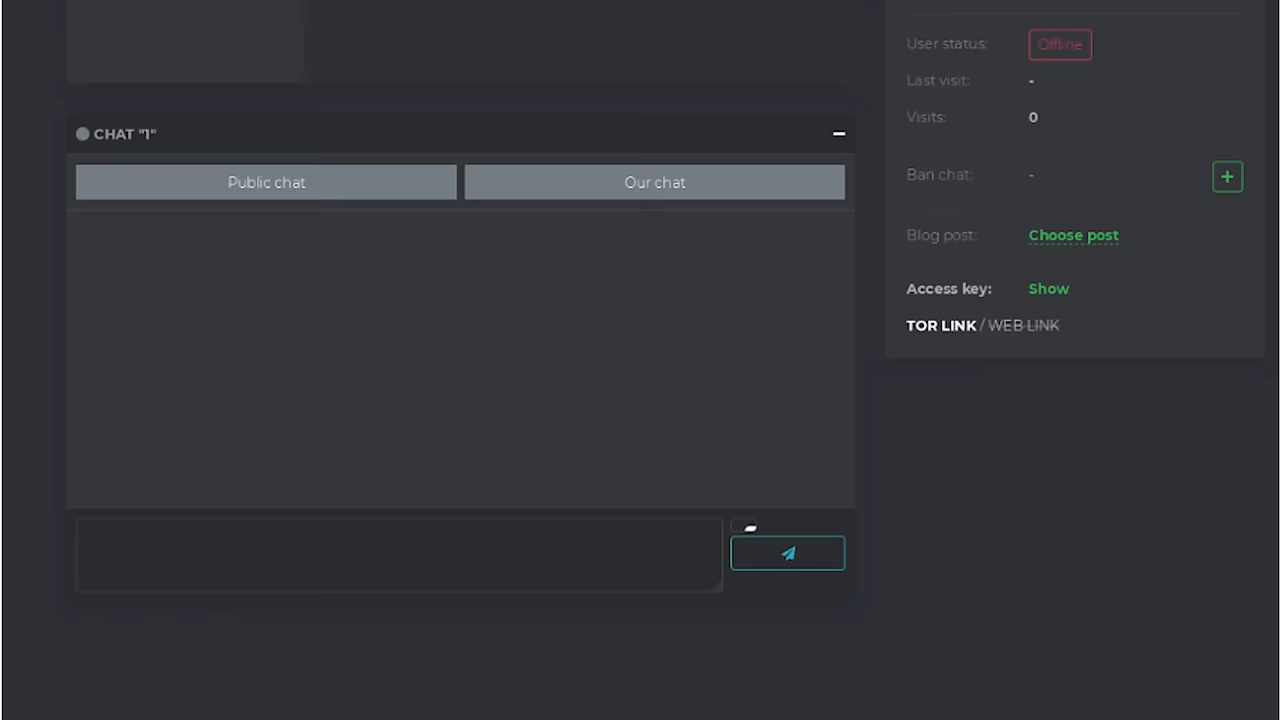 CHAT "1"
Public chat
Our chat
User status: Offline
Last visit: -
Visits: 0
Ban chat: - +
Blog post: Choose post
Access key: Show
TOR LINK / WEB LINK